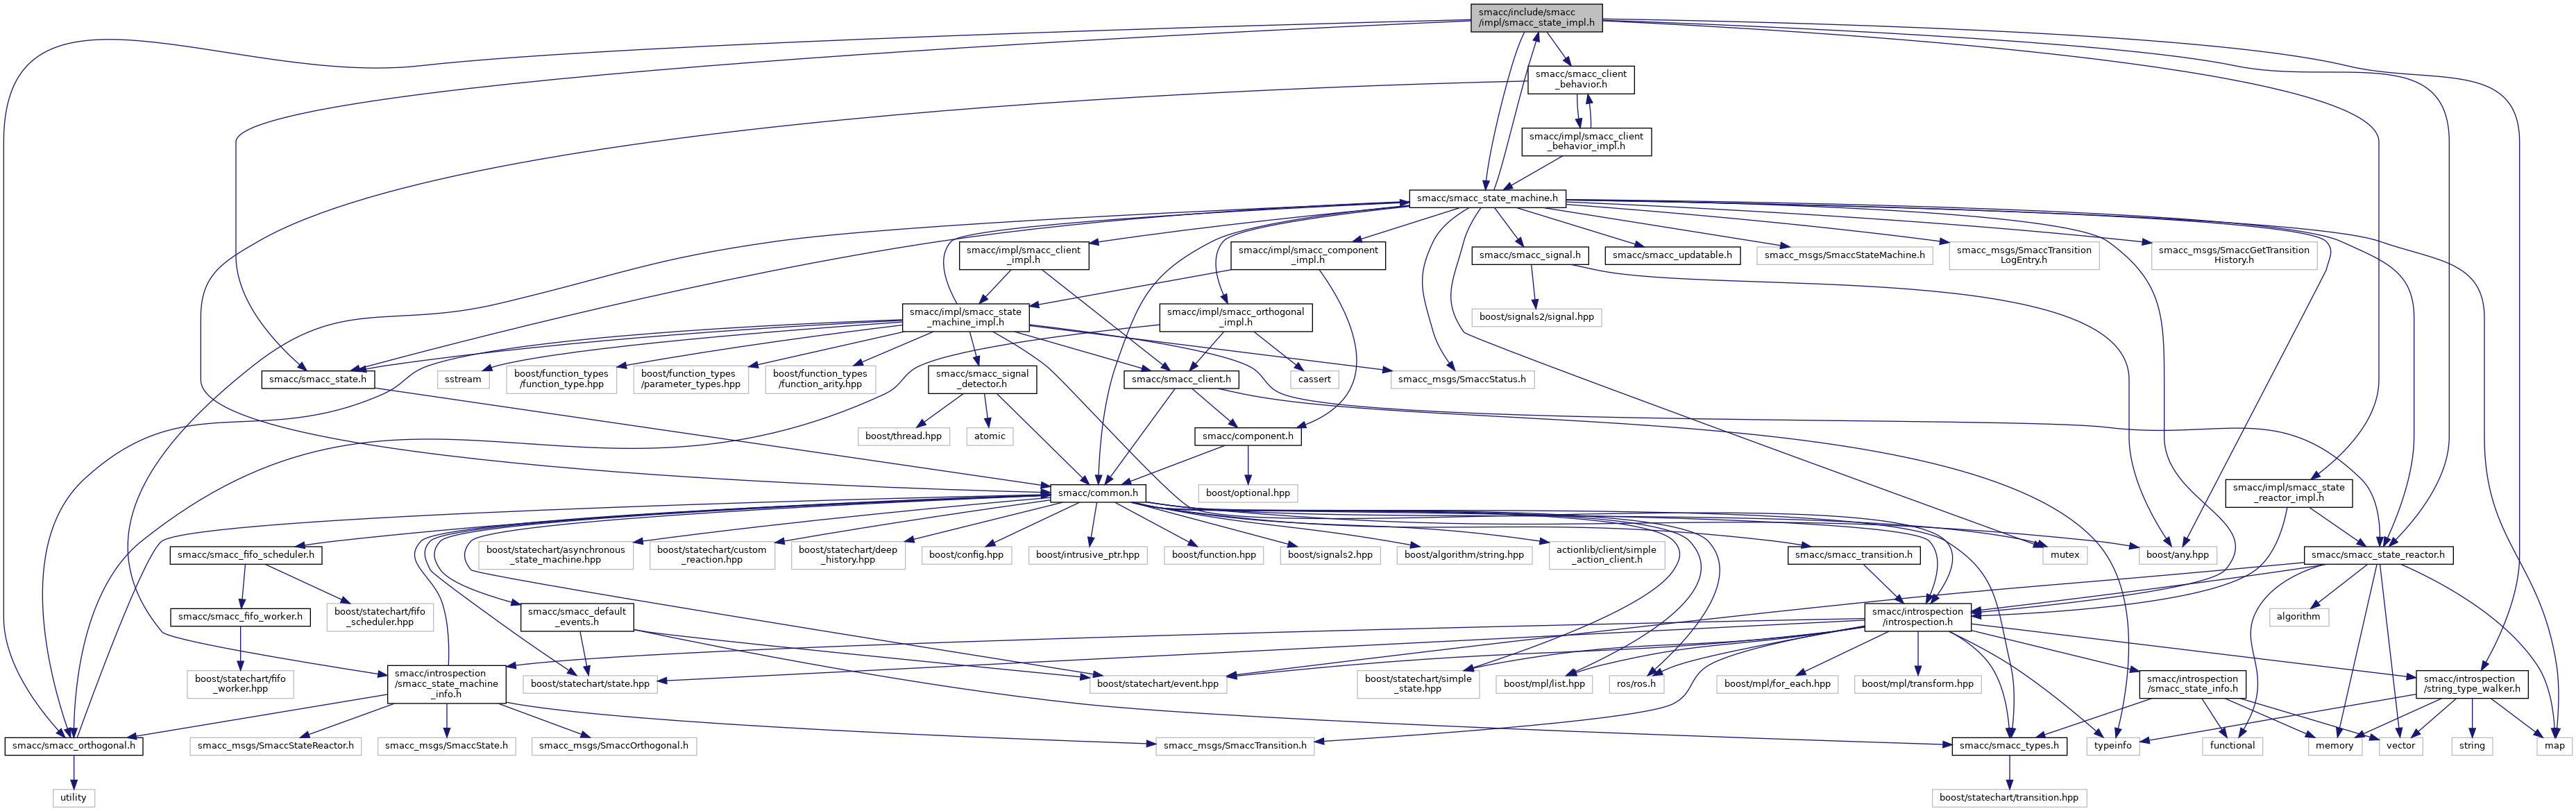 smacc/include/smacc
/impl/smacc_state_impl.h
smacc/smacc_client
_behavior.h
smacc/impl/smacc_client
_behavior_impl.h
smacc/smacc_state_machine.h
smacc/impl/smacc_client
_impl.h
smacc/impl/smacc_component
_impl.h
smacc/smacc_signal.h
smacc/smacc_updatable.h
smacc_msgs/SmaccStateMachine.h
smacc_msgs/SmaccTransition
LogEntry.h
smacc_msgs/SmaccGetTransition
History.h
smacc/impl/smacc_state
_machine_impl.h
smacc/impl/smacc_orthogonal
_impl.h
boost/signals2/signal.hpp
smacc/smacc_state.h
sstream
boost/function_types
/function_type.hpp
boost/function_types
/parameter_types.hpp
boost/function_types
/function_arity.hpp
smacc/smacc_signal
_detector.h
smacc/smacc_client.h
cassert
smacc_msgs/SmaccStatus.h
boost/thread.hpp
atomic
smacc/component.h
smacc/common.h
boost/optional.hpp
smacc/impl/smacc_state
_reactor_impl.h
smacc/smacc_fifo_scheduler.h
boost/statechart/asynchronous
_state_machine.hpp
boost/statechart/custom
_reaction.hpp
boost/statechart/deep
_history.hpp
boost/config.hpp
boost/intrusive_ptr.hpp
boost/function.hpp
boost/signals2.hpp
boost/algorithm/string.hpp
actionlib/client/simple
_action_client.h
smacc/smacc_transition.h
mutex
boost/any.hpp
smacc/smacc_state_reactor.h
smacc/smacc_fifo_worker.h
boost/statechart/fifo
_scheduler.hpp
smacc/smacc_default
_events.h
smacc/introspection
/introspection.h
algorithm
boost/statechart/fifo
_worker.hpp
smacc/introspection
/smacc_state_machine
_info.h
boost/statechart/state.hpp
boost/statechart/event.hpp
boost/statechart/simple
_state.hpp
boost/mpl/list.hpp
ros/ros.h
boost/mpl/for_each.hpp
boost/mpl/transform.hpp
smacc/introspection
/smacc_state_info.h
smacc/introspection
/string_type_walker.h
smacc/smacc_orthogonal.h
smacc_msgs/SmaccStateReactor.h
smacc_msgs/SmaccState.h
smacc_msgs/SmaccOrthogonal.h
smacc_msgs/SmaccTransition.h
smacc/smacc_types.h
typeinfo
functional
memory
vector
string
map
utility
boost/statechart/transition.hpp